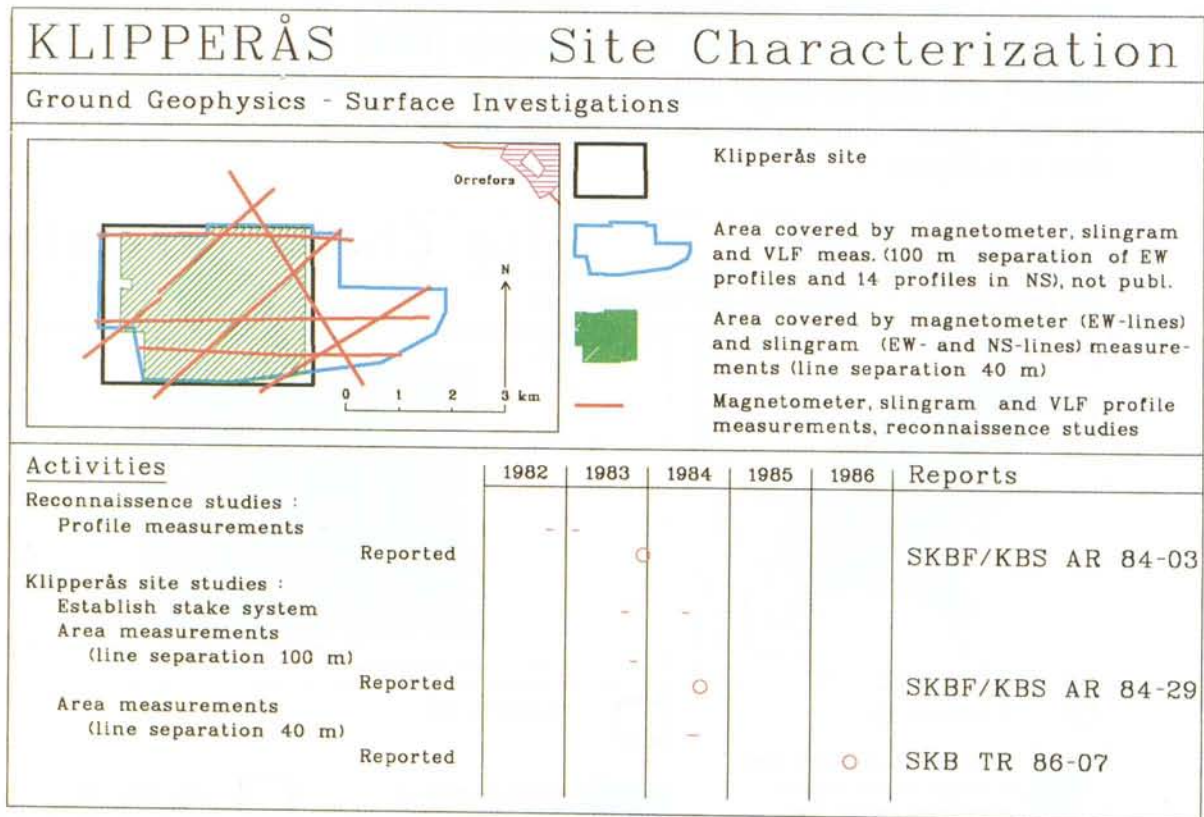 KLIPPERÅS Site Characterization
Ground Geophysics - Surface Investigations
Orrefors
N
0 1 2 3 km
Klipperås site
Area covered by magnetometer, slingram
and VLF meas. (100 m separation of EW
profiles and 14 profiles in NS), not publ.
Area covered by magnetometer (EW-lines)
and slingram (EW- and NS-lines) measure-
ments (line separation 40 m)
Magnetometer, slingram and VLF profile
measurements, reconnaissence studies
Activities 1982 1983 1984 1985 1986 Reports
Reconnaissence studies :
Profile measurements
Reported SKBF/KBS AR 84-03
Klipperås site studies :
Establish stake system
Area measurements
(line separation 100 m)
Reported SKBF/KBS AR 84-29
Area measurements
(line separation 40 m)
Reported SKB TR 86-07